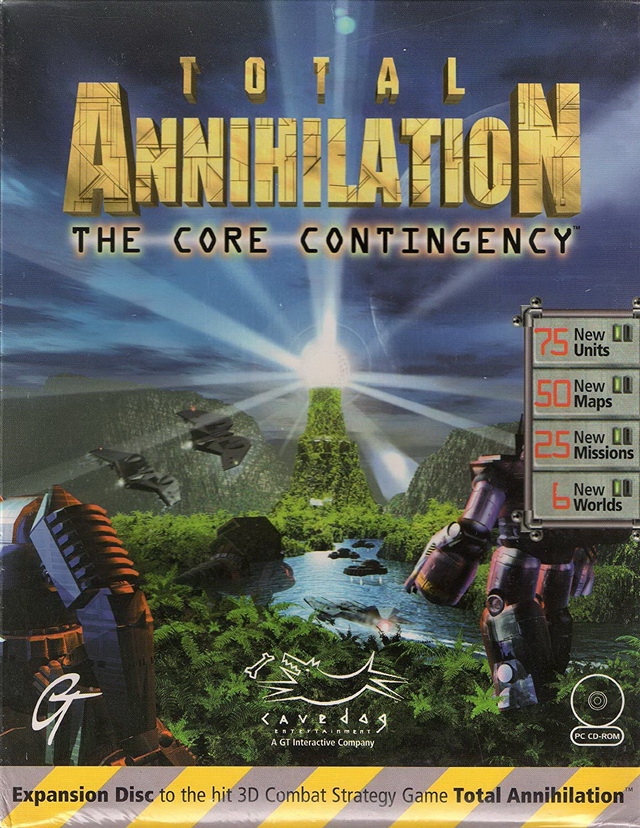 TOTAL
ANNIHILATION
THE CORE CONTINGENCY™
75 New Units
50 New Maps
25 New Missions
6 New Worlds
GT
cavedog
ENTERTAINMENT
A GT Interactive Company
PC CD-ROM
Expansion Disc to the hit 3D Combat Strategy Game Total Annihilation™